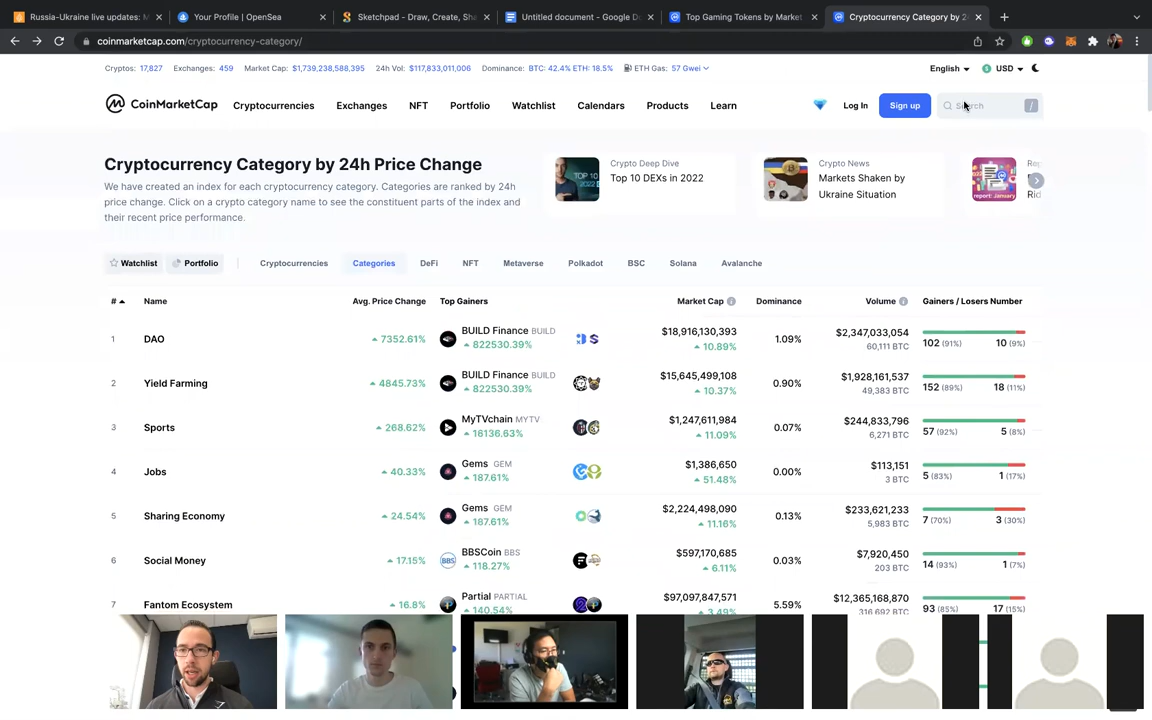 Russia-Ukraine live updates: M
Your Profile | OpenSea
Sketchpad - Draw, Create, Sha
Untitled document - Google Do
Top Gaming Tokens by Market
Cryptocurrency Category by 2
coinmarketcap.com/cryptocurrency-category/
Cryptos: 17,827
Exchanges: 459
Market Cap: $1,739,238,588,395
24h Vol: $117,833,011,006
Dominance: BTC: 42.4% ETH: 18.5%
ETH Gas: 57 Gwei
English
USD
CoinMarketCap
Cryptocurrencies
Exchanges
NFT
Portfolio
Watchlist
Calendars
Products
Learn
Log In
Sign up
Search
/
Cryptocurrency Category by 24h Price Change
We have created an index for each cryptocurrency category. Categories are ranked by 24h
price change. Click on a crypto category name to see the constituent parts of the index and
their recent price performance.
TOP 10
2022
Crypto Deep Dive
Top 10 DEXs in 2022
Crypto News
Markets Shaken by
Ukraine Situation
Rid
Watchlist
Portfolio
Cryptocurrencies
Categories
DeFi
NFT
Metaverse
Polkadot
BSC
Solana
Avalanche
# Name Avg. Price Change Top Gainers Market Cap Dominance Volume Gainers / Losers Number
1 DAO 7352.61% BUILD Finance BUILD $18,916,130,393 1.09% $2,347,033,054
822530.39% 10.89% 60,111 BTC 102 (91%) 10 (9%)
2 Yield Farming 4845.73% BUILD Finance BUILD $15,645,499,108 0.90% $1,928,161,537
822530.39% 10.37% 49,383 BTC 152 (89%) 18 (11%)
3 Sports 268.62% MyTVchain MYTV $1,247,611,984 0.07% $244,833,796
16136.63% 11.09% 6,271 BTC 57 (92%) 5 (8%)
4 Jobs 40.33% Gems GEM $1,386,650 0.00% $113,151
187.61% 51.48% 3 BTC 5 (83%) 1 (17%)
5 Sharing Economy 24.54% Gems GEM $2,224,498,090 0.13% $233,621,233
187.61% 11.16% 5,983 BTC 7 (70%) 3 (30%)
6 Social Money 17.15% BBSCoin BBS $597,170,685 0.03% $7,920,450
118.27% 6.11% 203 BTC 14 (93%) 1 (7%)
7 Fantom Ecosystem 16.8% Partial PARTIAL $97,097,847,571 5.59% $12,365,168,870
140.54% 3.49% 316,692 BTC 93 (85%) 17 (15%)